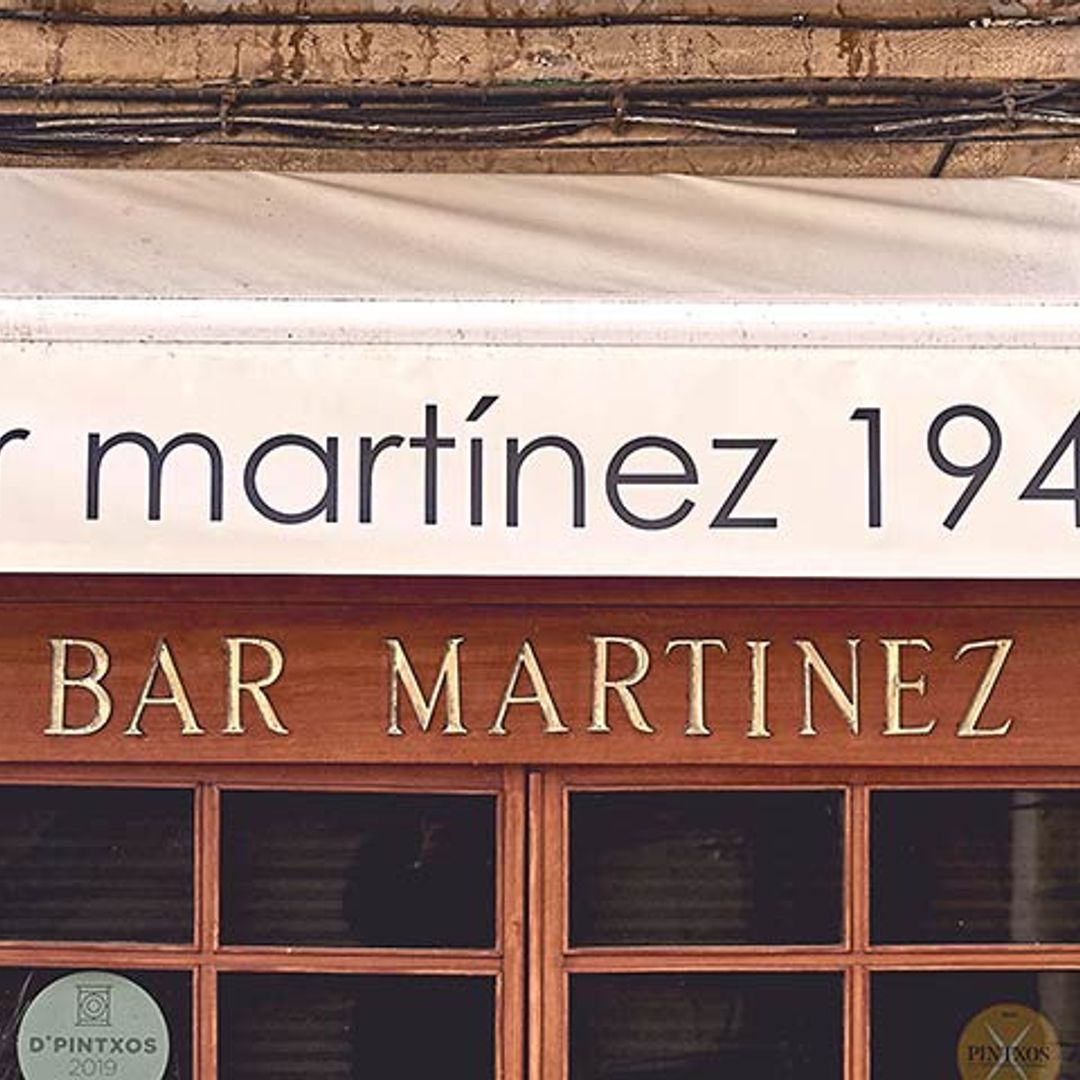 r martínez 194
BAR MARTINEZ
D'PINTXOS
2019
PINTXOS